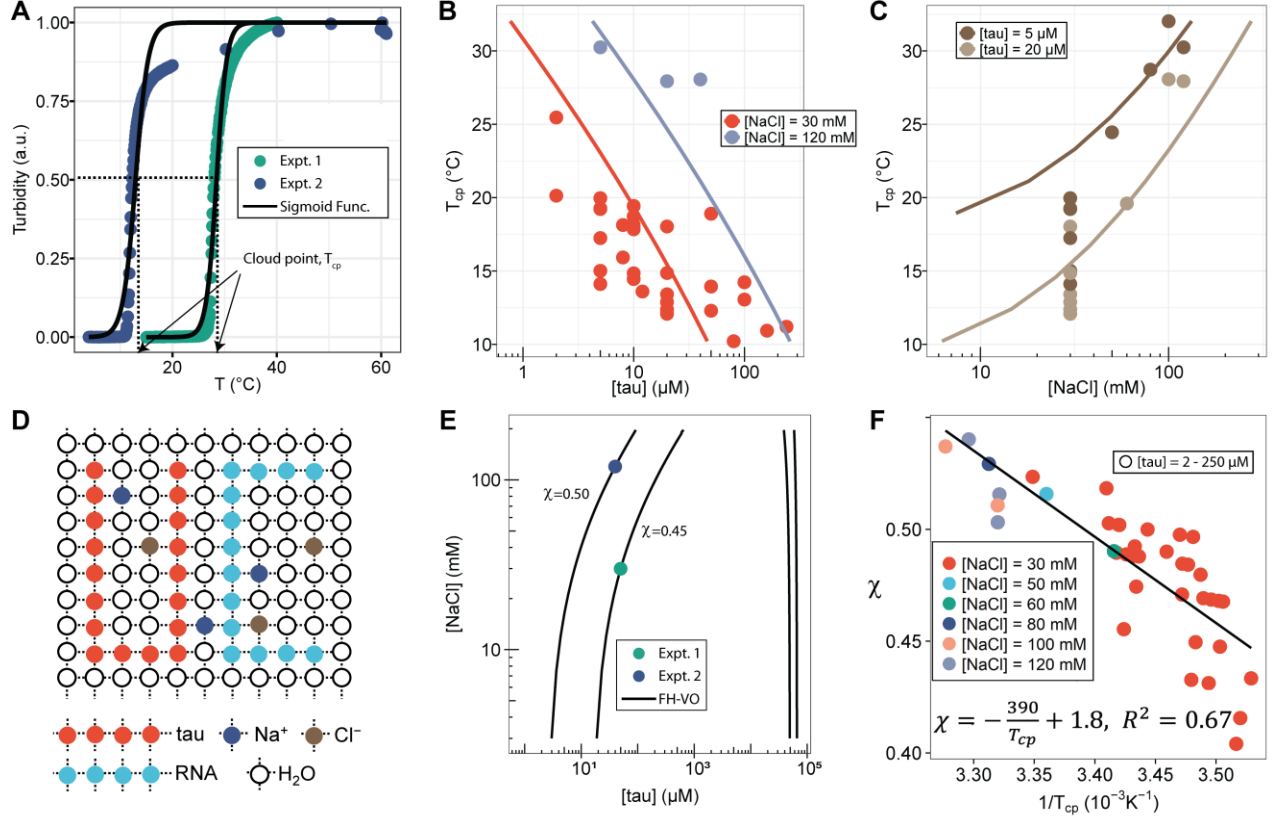 A
1.00
0.75
0.50
0.25
0.00
Turbidity (a.u.)
Expt. 1
Expt. 2
Sigmoid Func.
Cloud point, Tcp
20
40
60
T (°C)
B
30
25
20
15
10
Tcp (°C)
[NaCl] = 30 mM
[NaCl] = 120 mM
1
10
100
[tau] (µM)
C
[tau] = 5 µM
[tau] = 20 µM
30
25
20
15
10
Tcp (°C)
10
100
[NaCl] (mM)
D
tau
Na⁺
Cl⁻
RNA
H₂O
E
100
10
[NaCl] (mM)
χ=0.50
χ=0.45
Expt. 1
Expt. 2
FH-VO
10¹
10³
10⁵
[tau] (µM)
F
[tau] = 2 - 250 µM
0.50
0.45
0.40
χ
[NaCl] = 30 mM
[NaCl] = 50 mM
[NaCl] = 60 mM
[NaCl] = 80 mM
[NaCl] = 100 mM
[NaCl] = 120 mM
χ = − 390/Tcp + 1.8, R² = 0.67
3.30
3.35
3.40
3.45
3.50
1/Tcp (10⁻³K⁻¹)